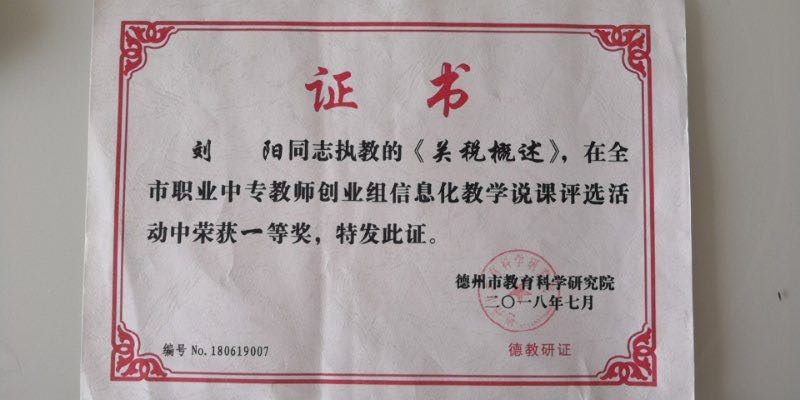 证 书
刘 阳同志执教的《关税概述》，在全
市职业中专教师创业组信息化教学说课评选活
动中荣获一等奖，特发此证。
德州市教育科学研究院
二〇一八年七月
编号 No. 180619007
德教研证